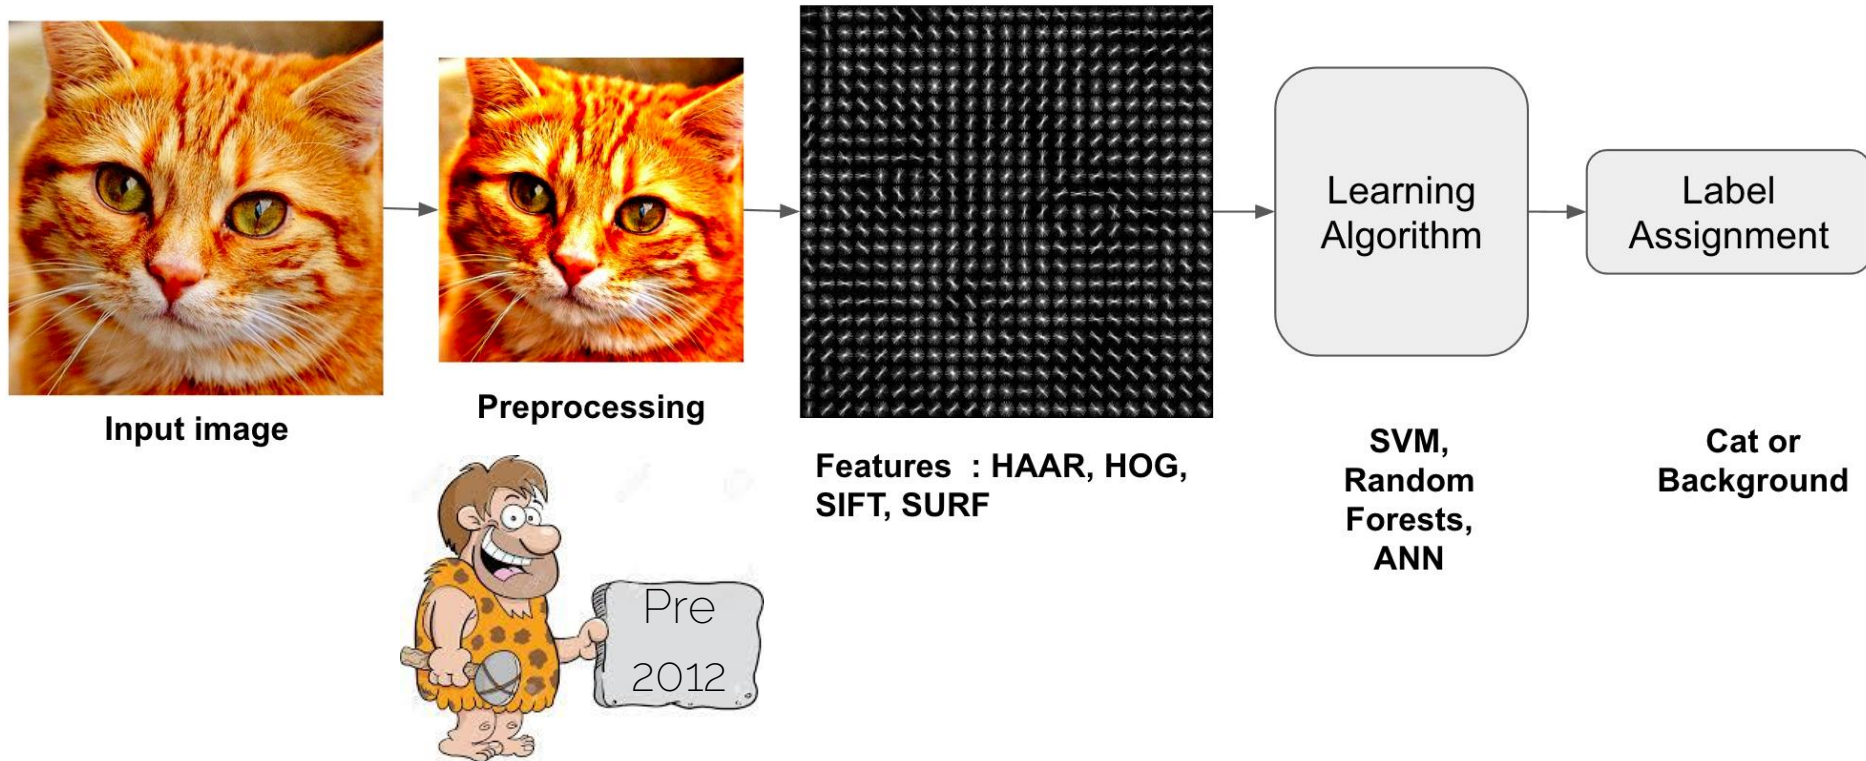 Learning
Algorithm
Label
Assignment
Input image
Preprocessing
Features : HAAR, HOG,
SIFT, SURF
SVM,
Random
Forests,
ANN
Cat or
Background
Pre
2012